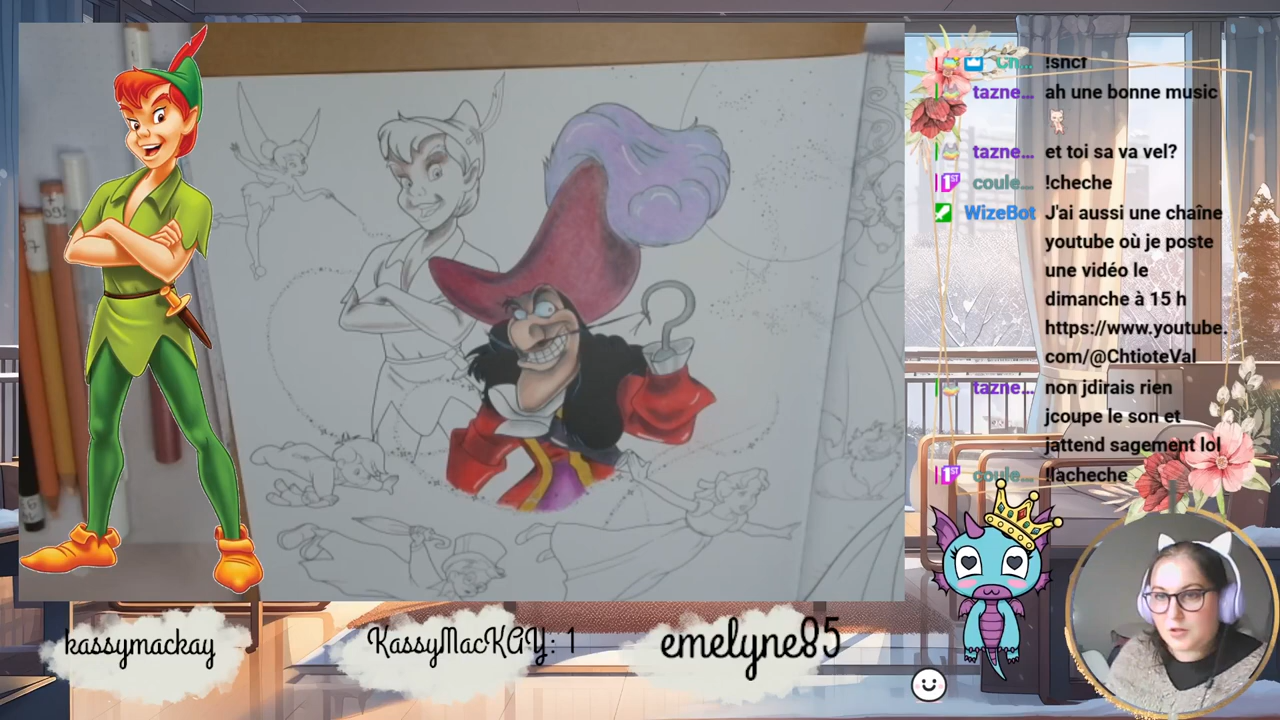 !sncf
tazne... ah une bonne music
tazne... et toi sa va vel?
coule... !cheche
WizeBot J'ai aussi une chaîne
youtube où je poste
une vidéo le
dimanche à 15 h
https://www.youtube.
com/@ChtioteVal
tazne... non jdirais rien
jcoupe le son et
jattend sagement lol
coule... !lacheche
kassymackay
KassyMacKAY: 1
emelyne85